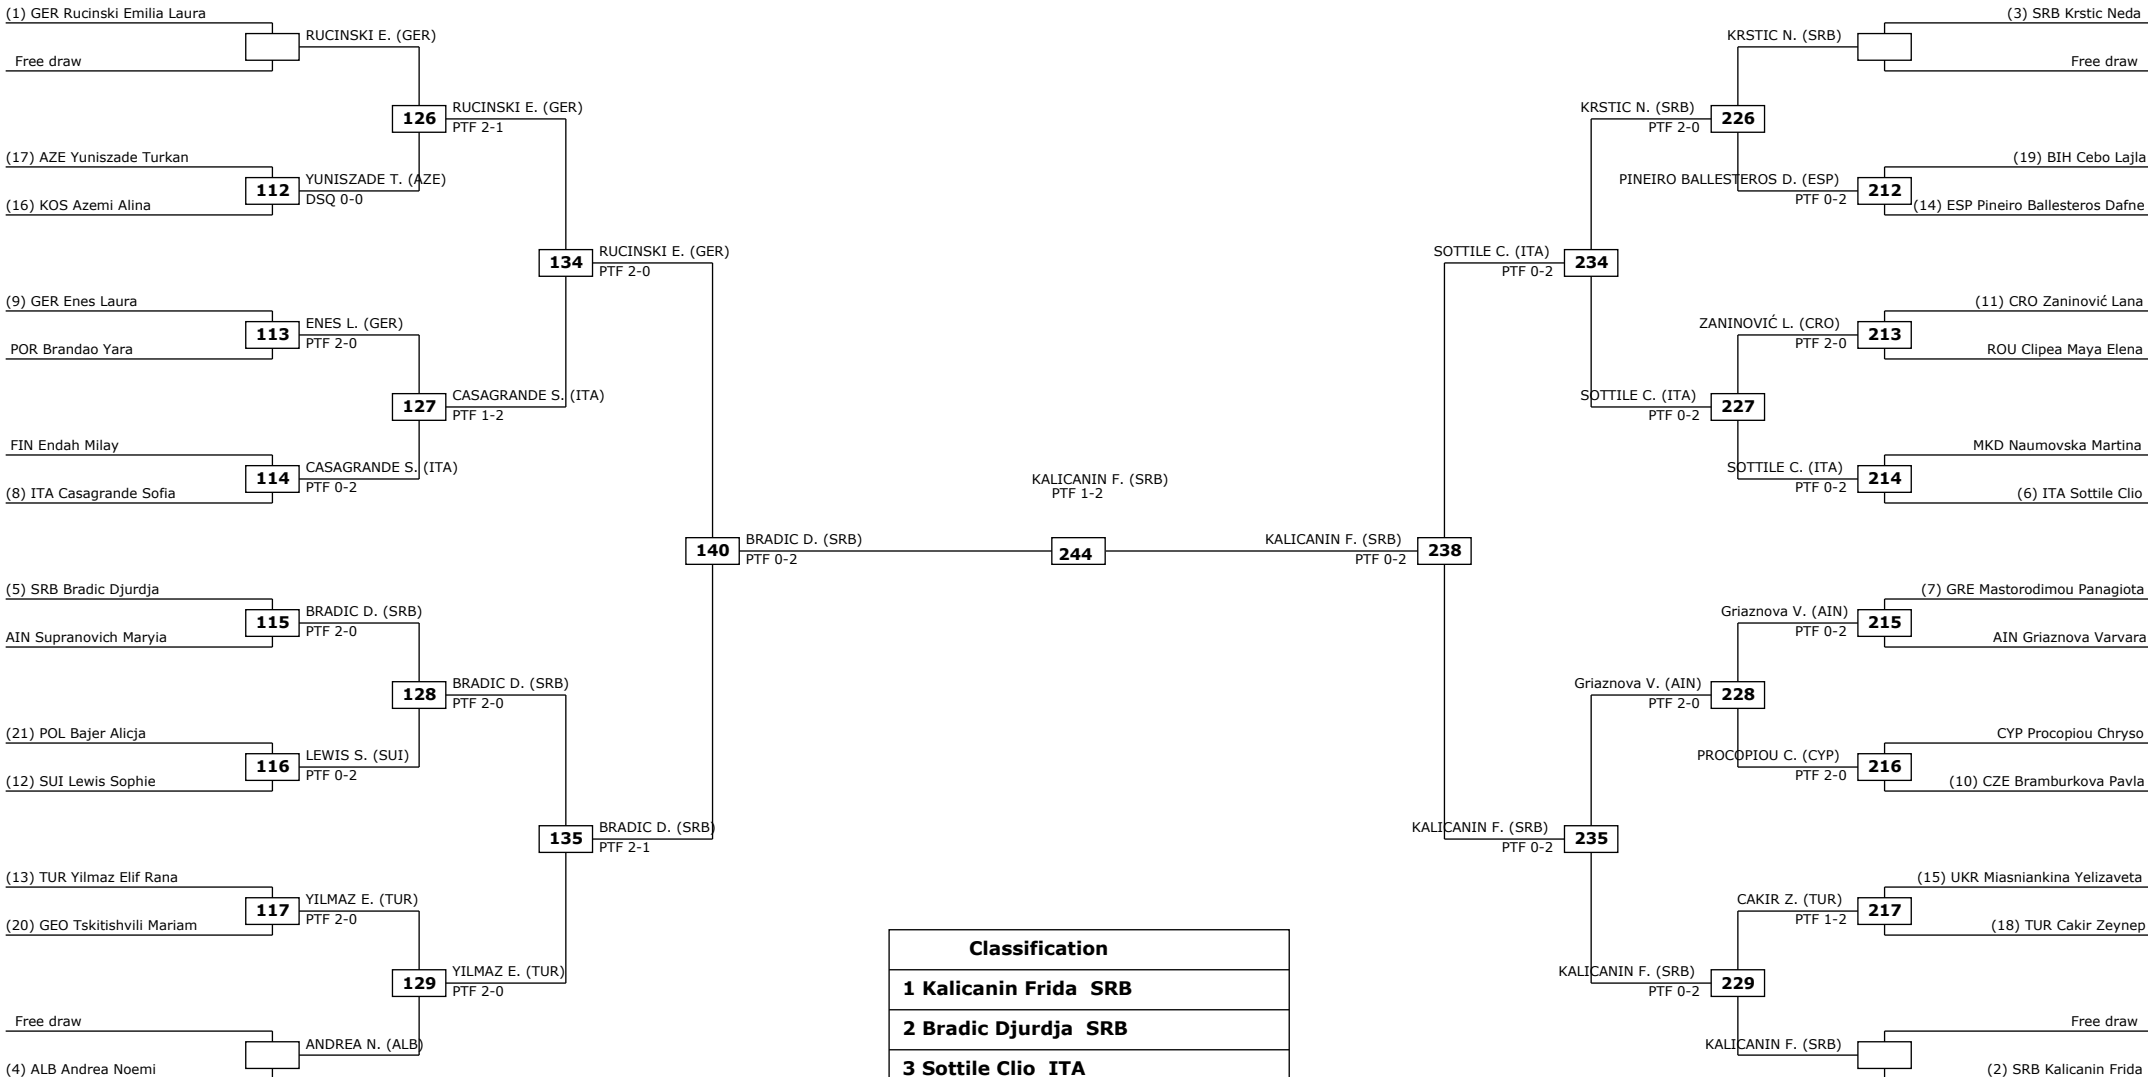 (1) GER Rucinski Emilia Laura
RUCINSKI E. (GER)
Free draw
RUCINSKI E. (GER)
126
PTF 2-1
(17) AZE Yuniszade Turkan
YUNISZADE T. (AZE)
112
DSQ 0-0
(16) KOS Azemi Alina
RUCINSKI E. (GER)
134
PTF 2-0
(9) GER Enes Laura
ENES L. (GER)
113
PTF 2-0
POR Brandao Yara
CASAGRANDE S. (ITA)
127
PTF 1-2
FIN Endah Milay
CASAGRANDE S. (ITA)
114
PTF 0-2
(8) ITA Casagrande Sofia
BRADIC D. (SRB)
140
PTF 0-2
(5) SRB Bradic Djurdja
BRADIC D. (SRB)
115
PTF 2-0
AIN Supranovich Maryia
BRADIC D. (SRB)
128
PTF 2-0
(21) POL Bajer Alicja
LEWIS S. (SUI)
116
PTF 0-2
(12) SUI Lewis Sophie
BRADIC D. (SRB)
135
PTF 2-1
(13) TUR Yilmaz Elif Rana
YILMAZ E. (TUR)
117
PTF 2-0
(20) GEO Tskitishvili Mariam
YILMAZ E. (TUR)
129
PTF 2-0
Free draw
ANDREA N. (ALB)
(4) ALB Andrea Noemi
KALICANIN F. (SRB)
PTF 1-2
244
(3) SRB Krstic Neda
KRSTIC N. (SRB)
Free draw
KRSTIC N. (SRB)
226
PTF 2-0
(19) BIH Cebo Lajla
PINEIRO BALLESTEROS D. (ESP)
212
PTF 0-2
(14) ESP Pineiro Ballesteros Dafne
SOTTILE C. (ITA)
234
PTF 0-2
(11) CRO Zaninović Lana
ZANINOVIĆ L. (CRO)
213
PTF 2-0
ROU Clipea Maya Elena
SOTTILE C. (ITA)
227
PTF 0-2
MKD Naumovska Martina
SOTTILE C. (ITA)
214
PTF 0-2
(6) ITA Sottile Clio
KALICANIN F. (SRB)
238
PTF 0-2
(7) GRE Mastorodimou Panagiota
Griaznova V. (AIN)
215
PTF 0-2
AIN Griaznova Varvara
Griaznova V. (AIN)
228
PTF 2-0
CYP Procopiou Chryso
PROCOPIOU C. (CYP)
216
PTF 2-0
(10) CZE Bramburkova Pavla
KALICANIN F. (SRB)
235
PTF 0-2
(15) UKR Miasniankina Yelizaveta
CAKIR Z. (TUR)
217
PTF 1-2
(18) TUR Cakir Zeynep
KALICANIN F. (SRB)
229
PTF 0-2
Free draw
KALICANIN F. (SRB)
(2) SRB Kalicanin Frida
Classification
1 Kalicanin Frida SRB
2 Bradic Djurdja SRB
3 Sottile Clio ITA